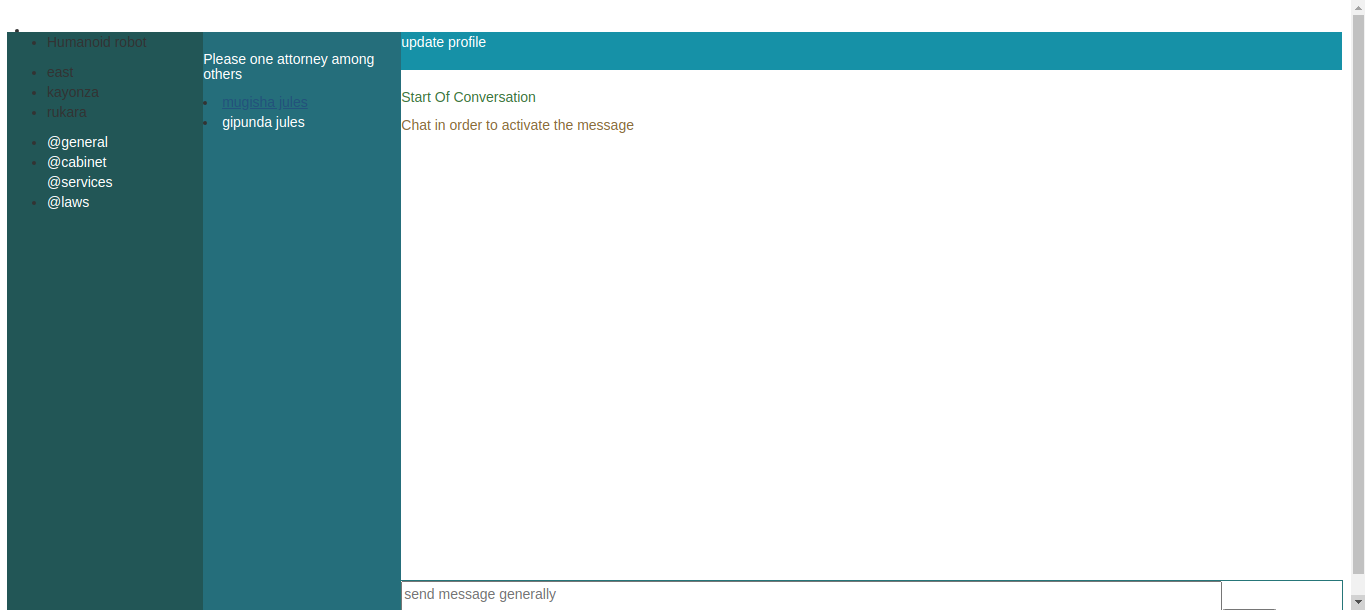 Humanoid robot
east
kayonza
rukara
@general
@cabinet
@services
@laws
Please one attorney among
others
mugisha jules
gipunda jules
update profile
Start Of Conversation
Chat in order to activate the message
send message generally